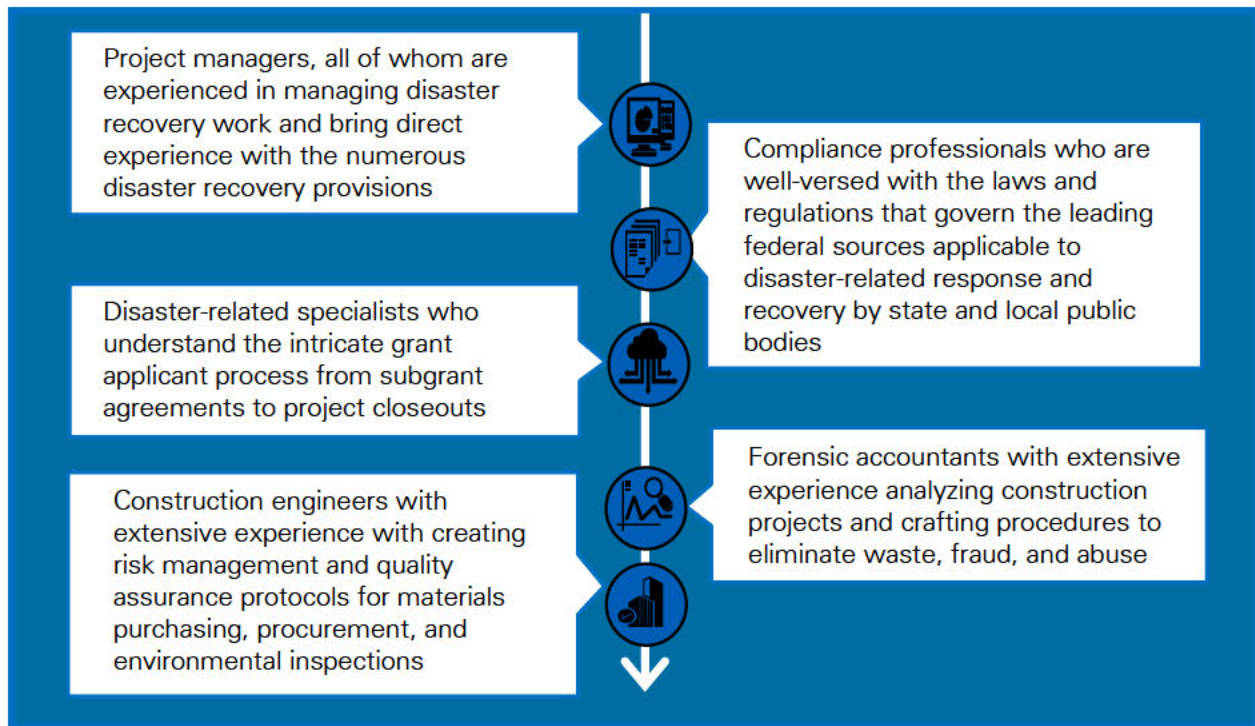 Project managers, all of whom are
experienced in managing disaster
recovery work and bring direct
experience with the numerous
disaster recovery provisions
Compliance professionals who are
well-versed with the laws and
regulations that govern the leading
federal sources applicable to
disaster-related response and
recovery by state and local public
bodies
Disaster-related specialists who
understand the intricate grant
applicant process from subgrant
agreements to project closeouts
Forensic accountants with extensive
experience analyzing construction
projects and crafting procedures to
eliminate waste, fraud, and abuse
Construction engineers with
extensive experience with creating
risk management and quality
assurance protocols for materials
purchasing, procurement, and
environmental inspections